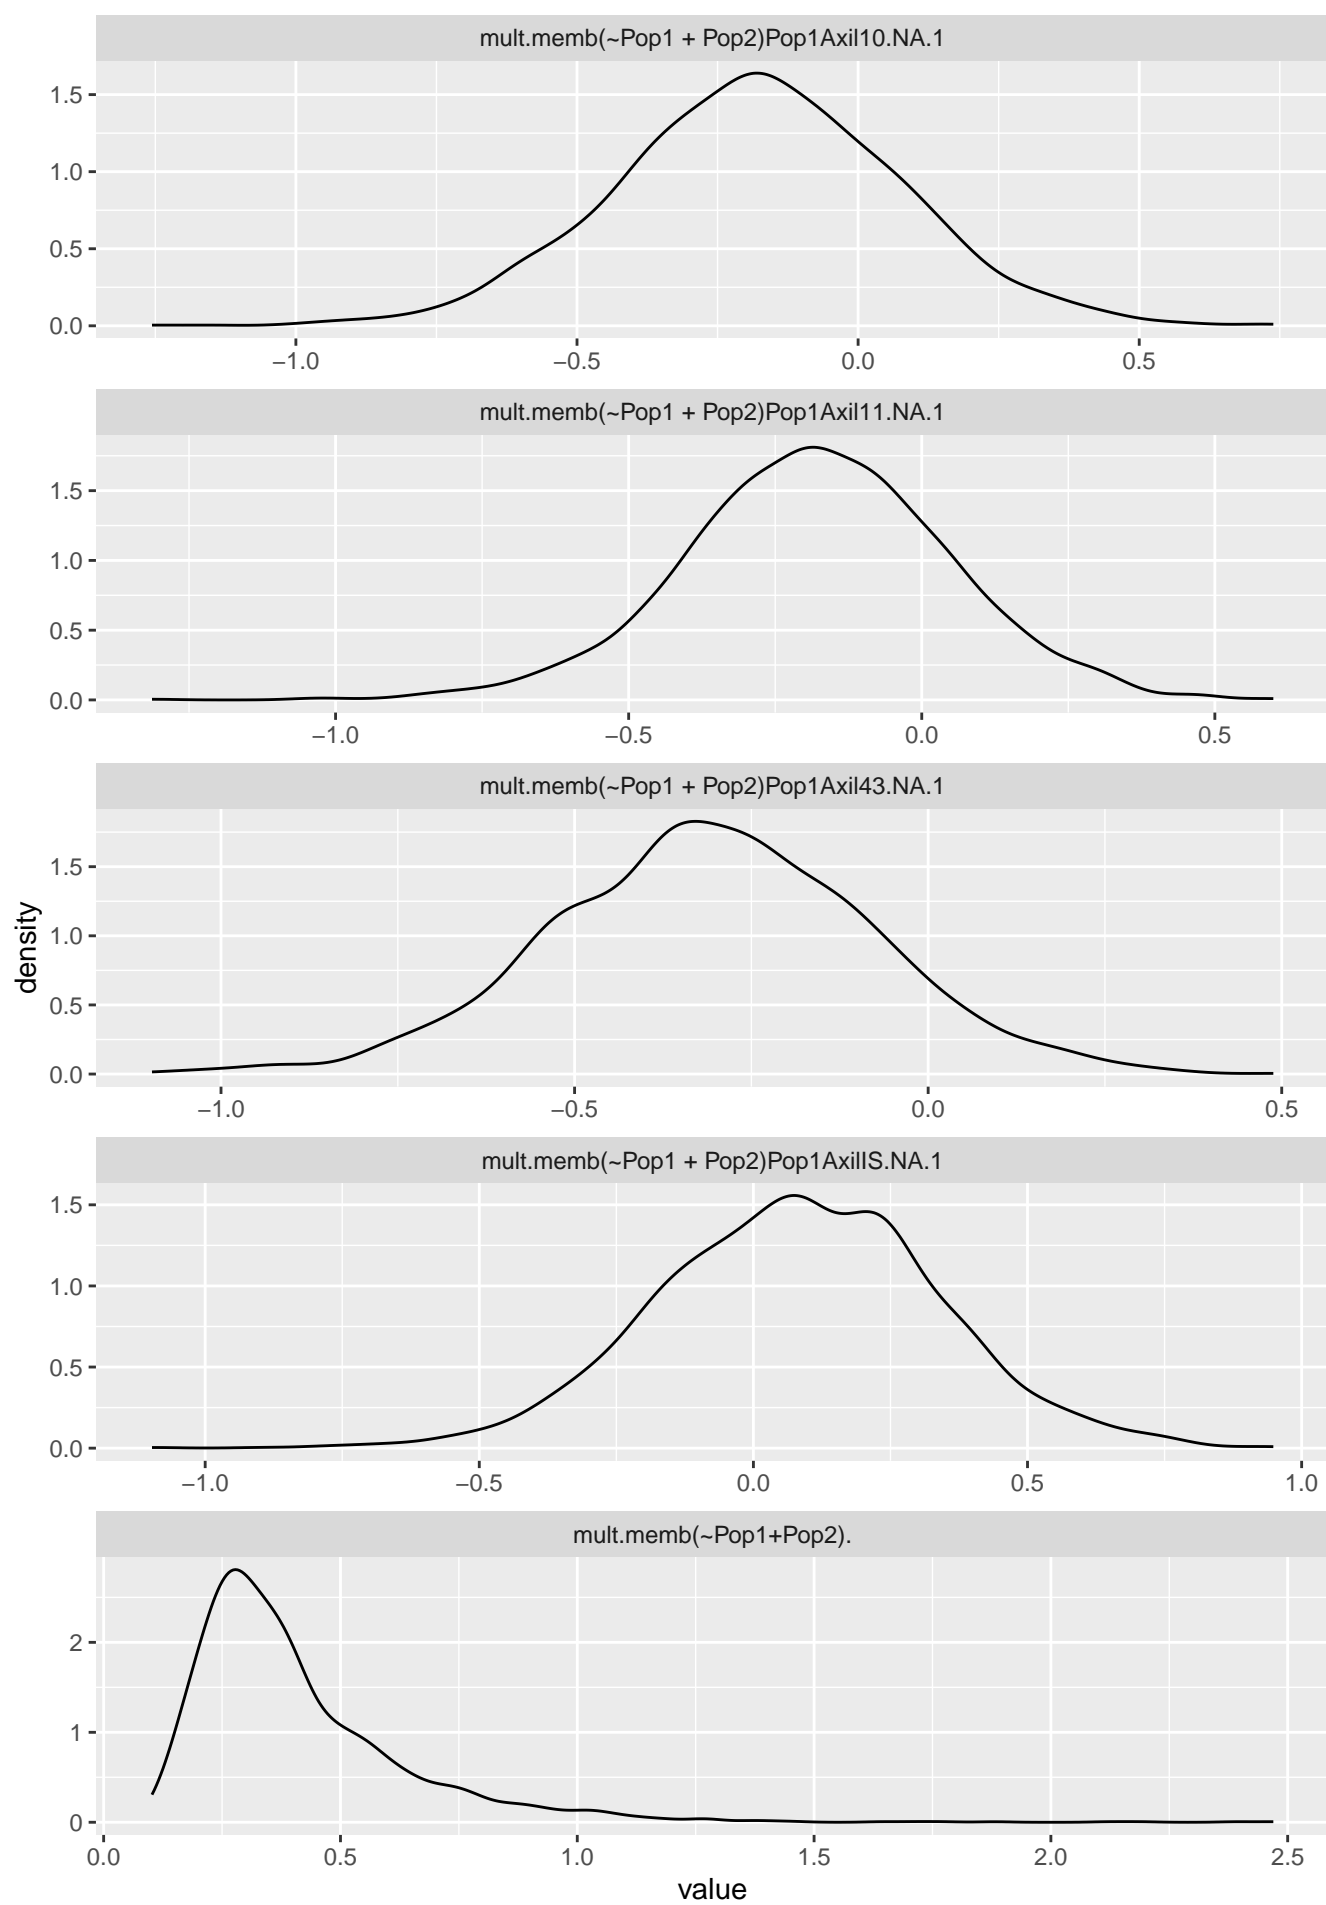 mult.memb(~Pop1 + Pop2)Pop1Axil10.NA.1
1.5
1.0
0.5
0.0
−1.0 −0.5 0.0 0.5
mult.memb(~Pop1 + Pop2)Pop1Axil11.NA.1
1.5
1.0
0.5
0.0
−1.0 −0.5 0.0 0.5
mult.memb(~Pop1 + Pop2)Pop1Axil43.NA.1
1.5
1.0
0.5
0.0
−1.0 −0.5 0.0 0.5
density
mult.memb(~Pop1 + Pop2)Pop1AxilIS.NA.1
1.5
1.0
0.5
0.0
−1.0 −0.5 0.0 0.5 1.0
mult.memb(~Pop1+Pop2).
2
1
0
0.0 0.5 1.0 1.5 2.0 2.5
value